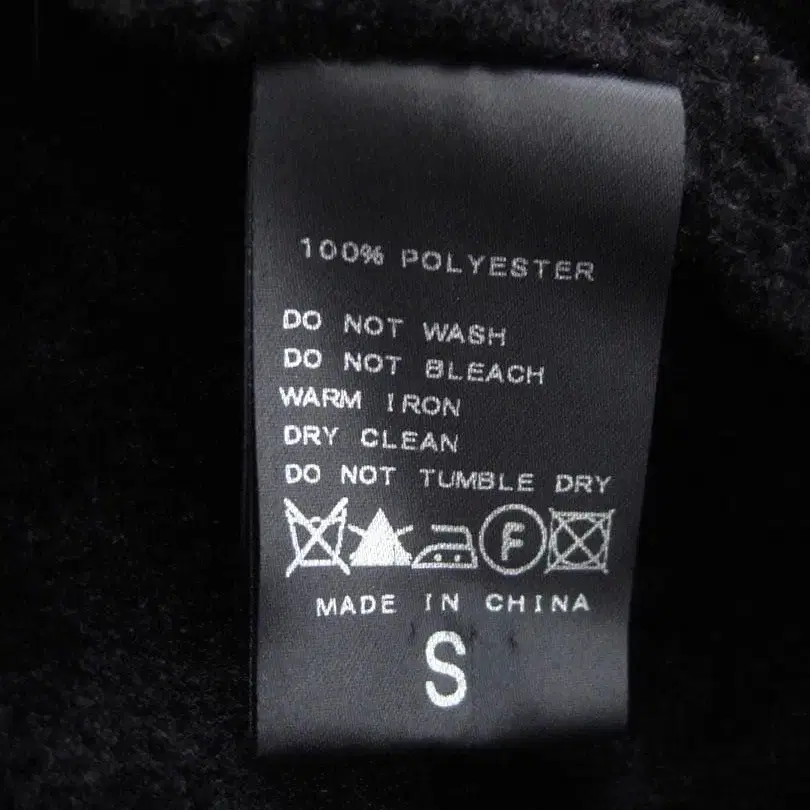 100% POLYESTER
DO NOT WASH
DO NOT BLEACH
WARM IRON
DRY CLEAN
DO NOT TUMBLE DRY
F
MADE IN CHINA
S